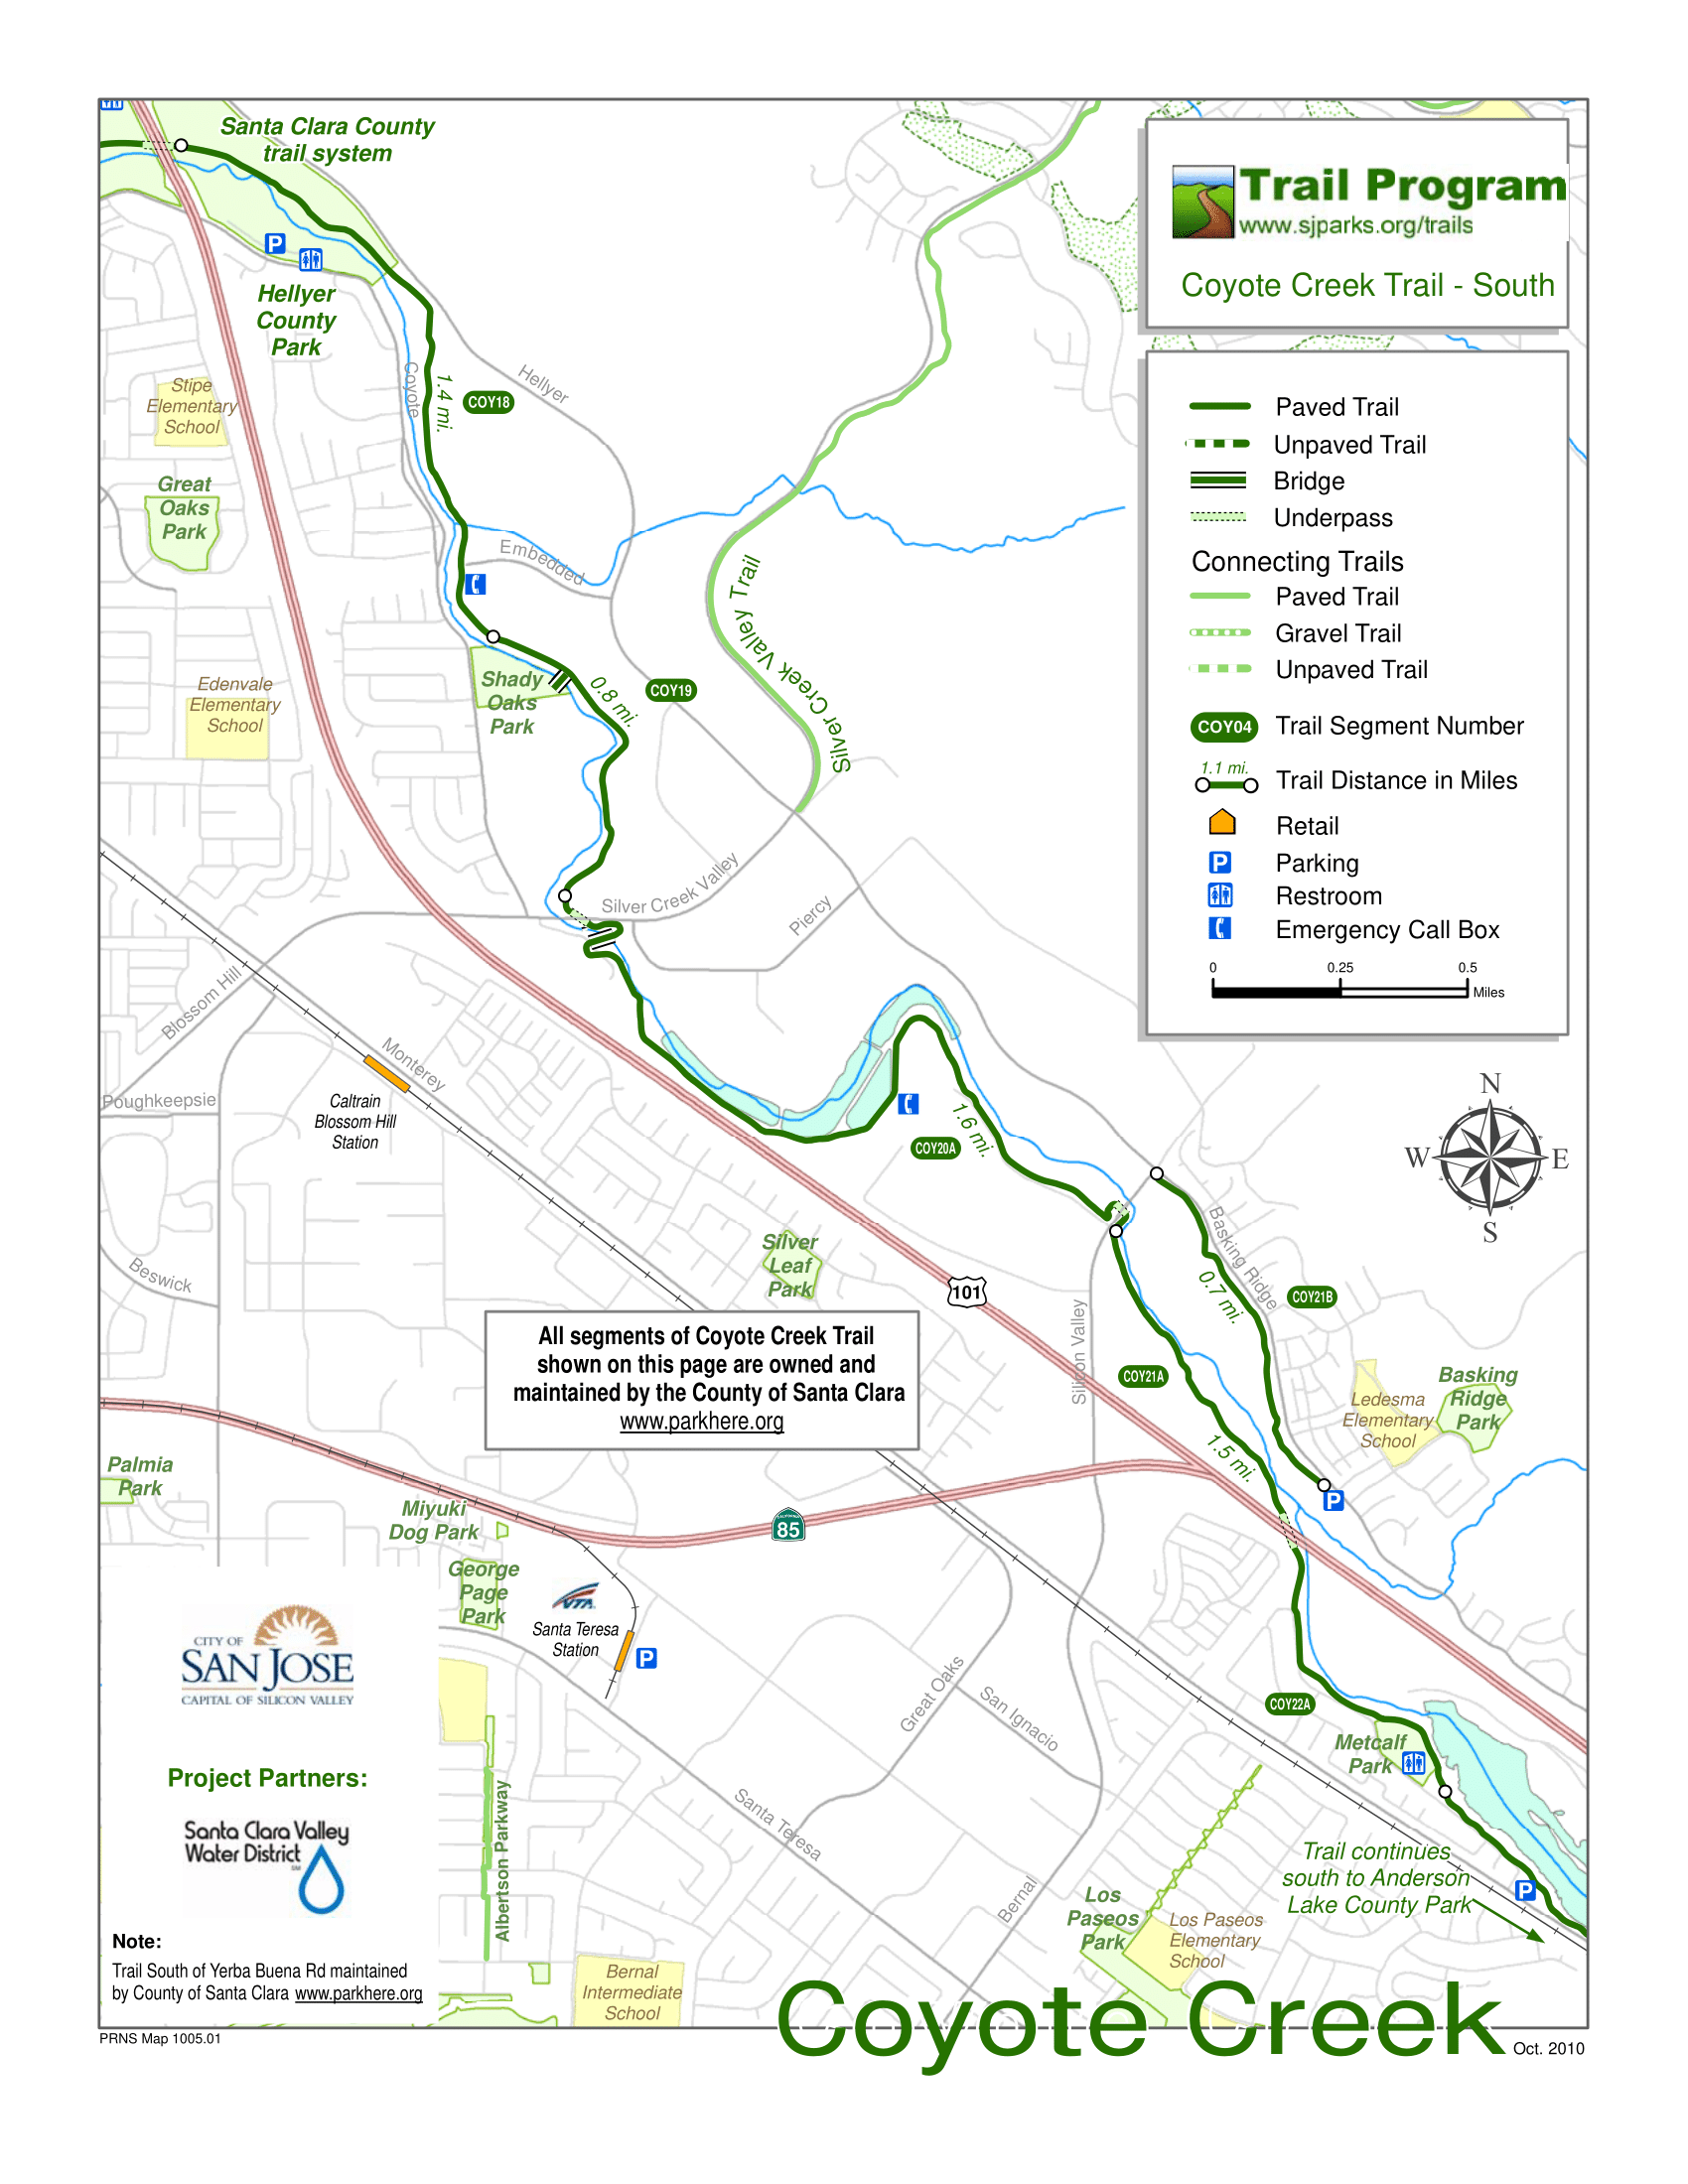 Santa Clara County
trail system
Trail Program
www.sjparks.org/trails
Coyote Creek Trail - South
P
Hellyer
County
Park
Coyote
1.4 mi.
COY18
Hellyer
Stipe
Elementary
School
Great
Oaks
Park
Embedded
Silver Creek Valley Trail
Paved Trail
Unpaved Trail
Bridge
Underpass
Connecting Trails
Paved Trail
Gravel Trail
Unpaved Trail
COY04 Trail Segment Number
1.1 mi.
Trail Distance in Miles
Retail
P Parking
Restroom
Emergency Call Box
0 0.25 0.5
Miles
Edenvale
Elementary
School
Shady
Oaks
Park
0.8 mi.
COY19
Silver Creek Valley
Piercy
Blossom Hill
Monterey
Poughkeepsie
Caltrain
Blossom Hill
Station
COY20A
1.6 mi.
N
W E
S
Beswick
Silver
Leaf
Park
101
Basking Ridge
0.7 mi.
COY21B
Silicon Valley
All segments of Coyote Creek Trail
shown on this page are owned and
maintained by the County of Santa Clara
www.parkhere.org
COY21A
1.5 mi.
Ledesma
Elementary
School
Basking
Ridge
Park
P
Palmia
Park
Miyuki
Dog Park
85
George
Page
Park
VTA
Santa Teresa
Station
P
CITY OF
SAN JOSE
CAPITAL OF SILICON VALLEY
Great Oaks
San Ignacio
COY22A
Metcalf
Park
Project Partners:
Santa Clara Valley
Water District
Albertson Parkway
Santa Teresa
Bernal
Trail continues
south to Anderson
Lake County Park
P
Los
Paseos
Park
Los Paseos
Elementary
School
Note:
Trail South of Yerba Buena Rd maintained
by County of Santa Clara www.parkhere.org
Bernal
Intermediate
School
Coyote Creek
PRNS Map 1005.01
Oct. 2010